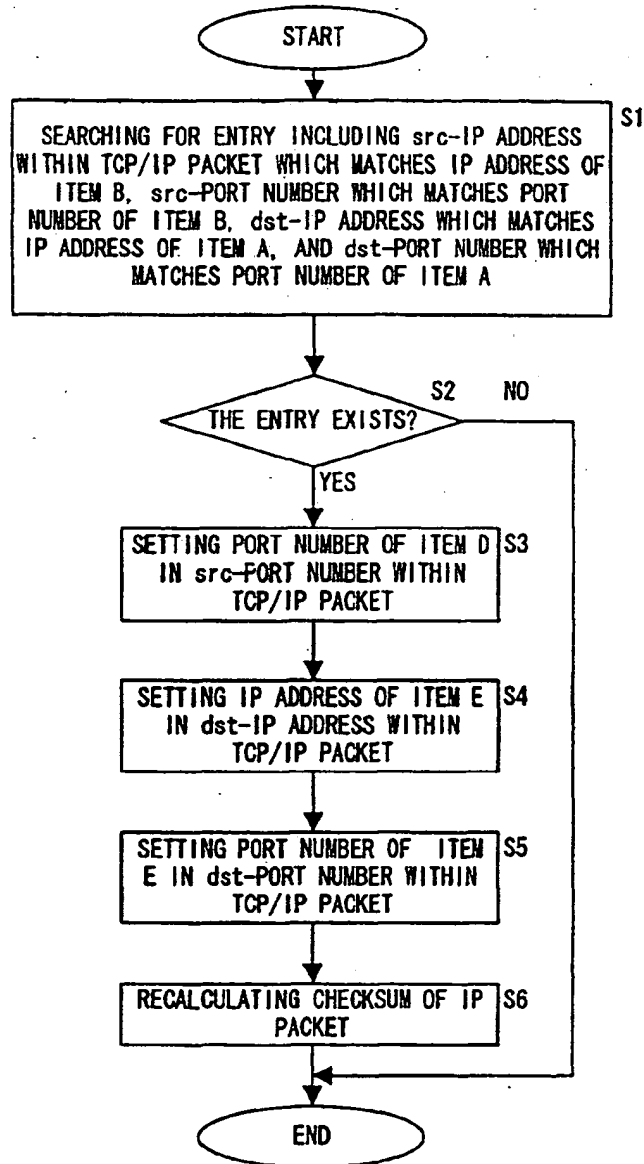 START
S1
SEARCHING FOR ENTRY INCLUDING src-IP ADDRESS
WITHIN TCP/IP PACKET WHICH MATCHES IP ADDRESS OF
ITEM B, src-PORT NUMBER WHICH MATCHES PORT
NUMBER OF ITEM B, dst-IP ADDRESS WHICH MATCHES
IP ADDRESS OF ITEM A, AND dst-PORT NUMBER WHICH
MATCHES PORT NUMBER OF ITEM A
S2 NO
THE ENTRY EXISTS?
YES
SETTING PORT NUMBER OF ITEM D S3
IN src-PORT NUMBER WITHIN
TCP/IP PACKET
SETTING IP ADDRESS OF ITEM E S4
IN dst-IP ADDRESS WITHIN
TCP/IP PACKET
SETTING PORT NUMBER OF ITEM S5
E IN dst-PORT NUMBER WITHIN
TCP/IP PACKET
RECALCULATING CHECKSUM OF IP S6
PACKET
END